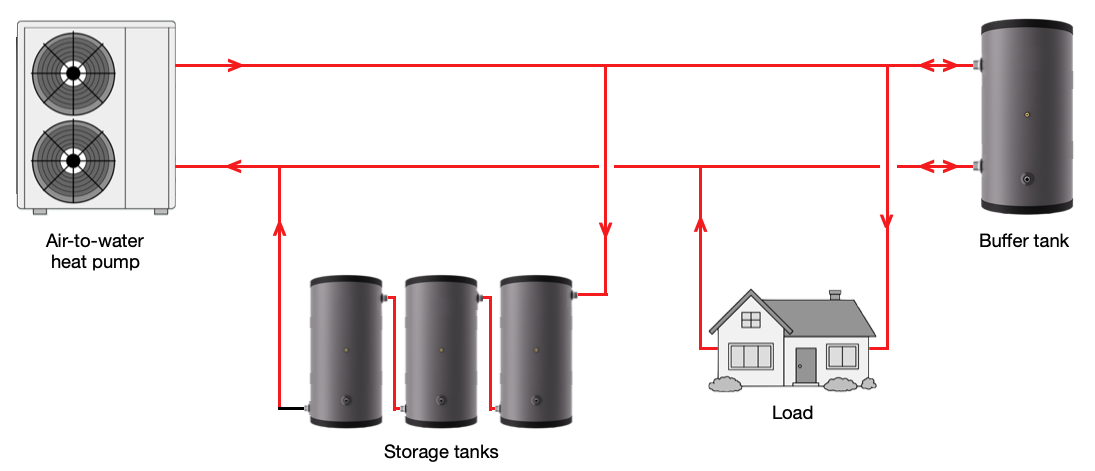 Air-to-water
heat pump
Buffer tank
Load
Storage tanks